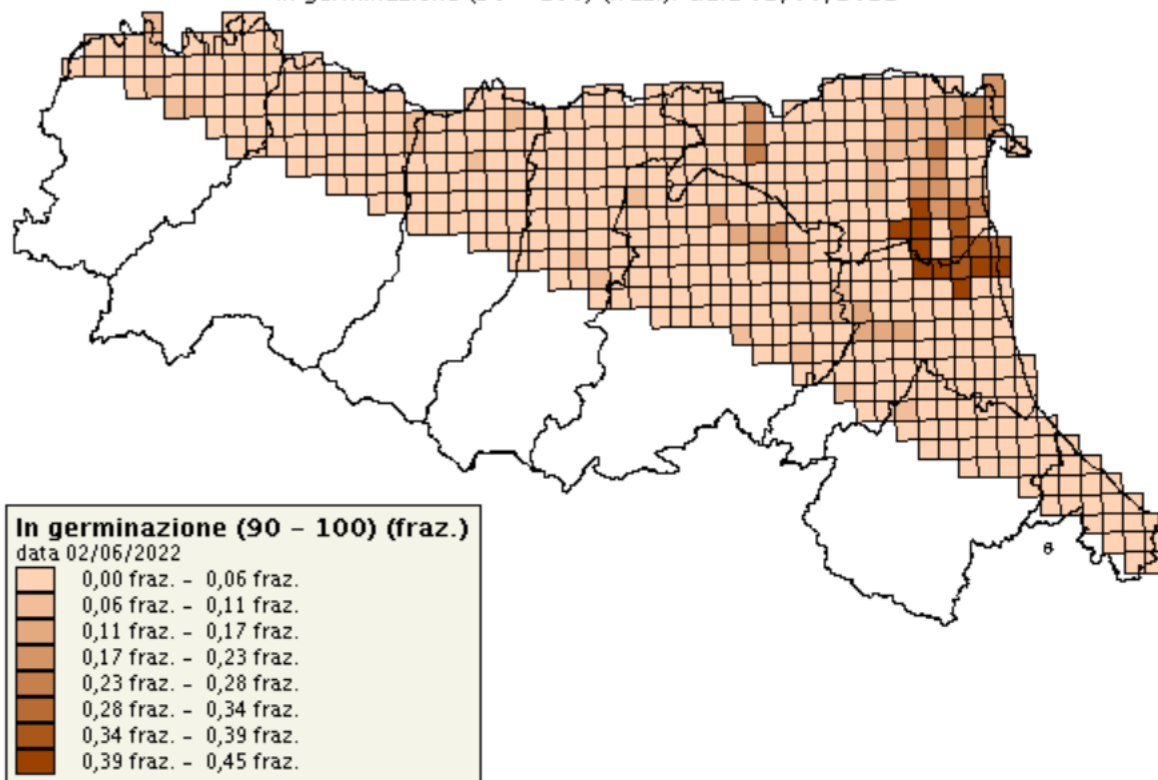 In germinazione (90 – 100) (fraz.)
data 02/06/2022
0,00 fraz. – 0,06 fraz.
0,06 fraz. – 0,11 fraz.
0,11 fraz. – 0,17 fraz.
0,17 fraz. – 0,23 fraz.
0,23 fraz. – 0,28 fraz.
0,28 fraz. – 0,34 fraz.
0,34 fraz. – 0,39 fraz.
0,39 fraz. – 0,45 fraz.